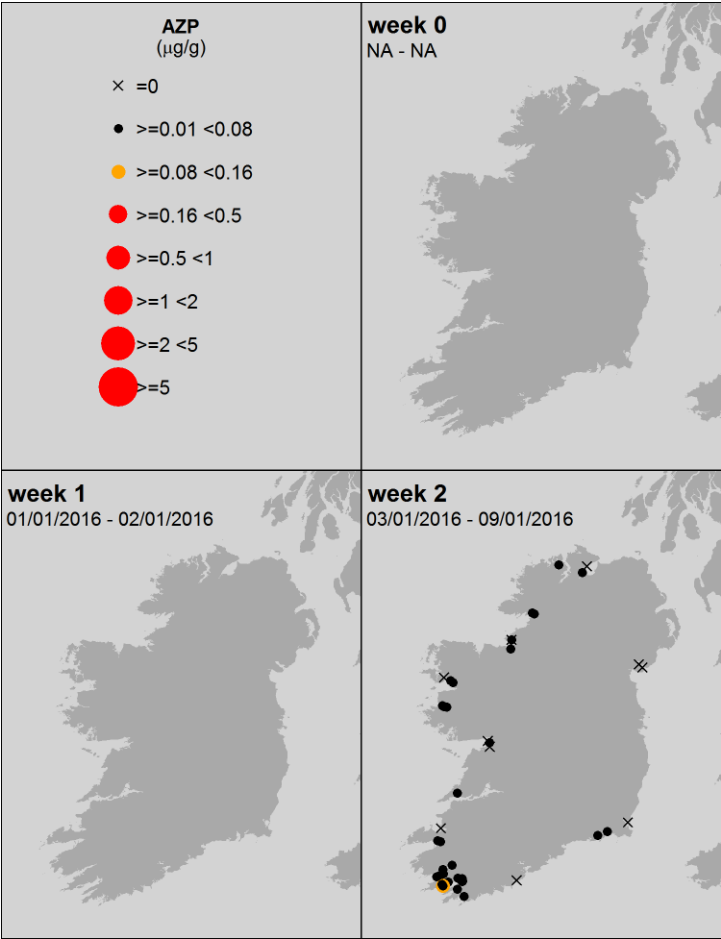 AZP
(μg/g)
× =0
>=0.01 <0.08
>=0.08 <0.16
>=0.16 <0.5
>=0.5 <1
>=1 <2
>=2 <5
>=5
week 0
NA - NA
week 1
01/01/2016 - 02/01/2016
week 2
03/01/2016 - 09/01/2016